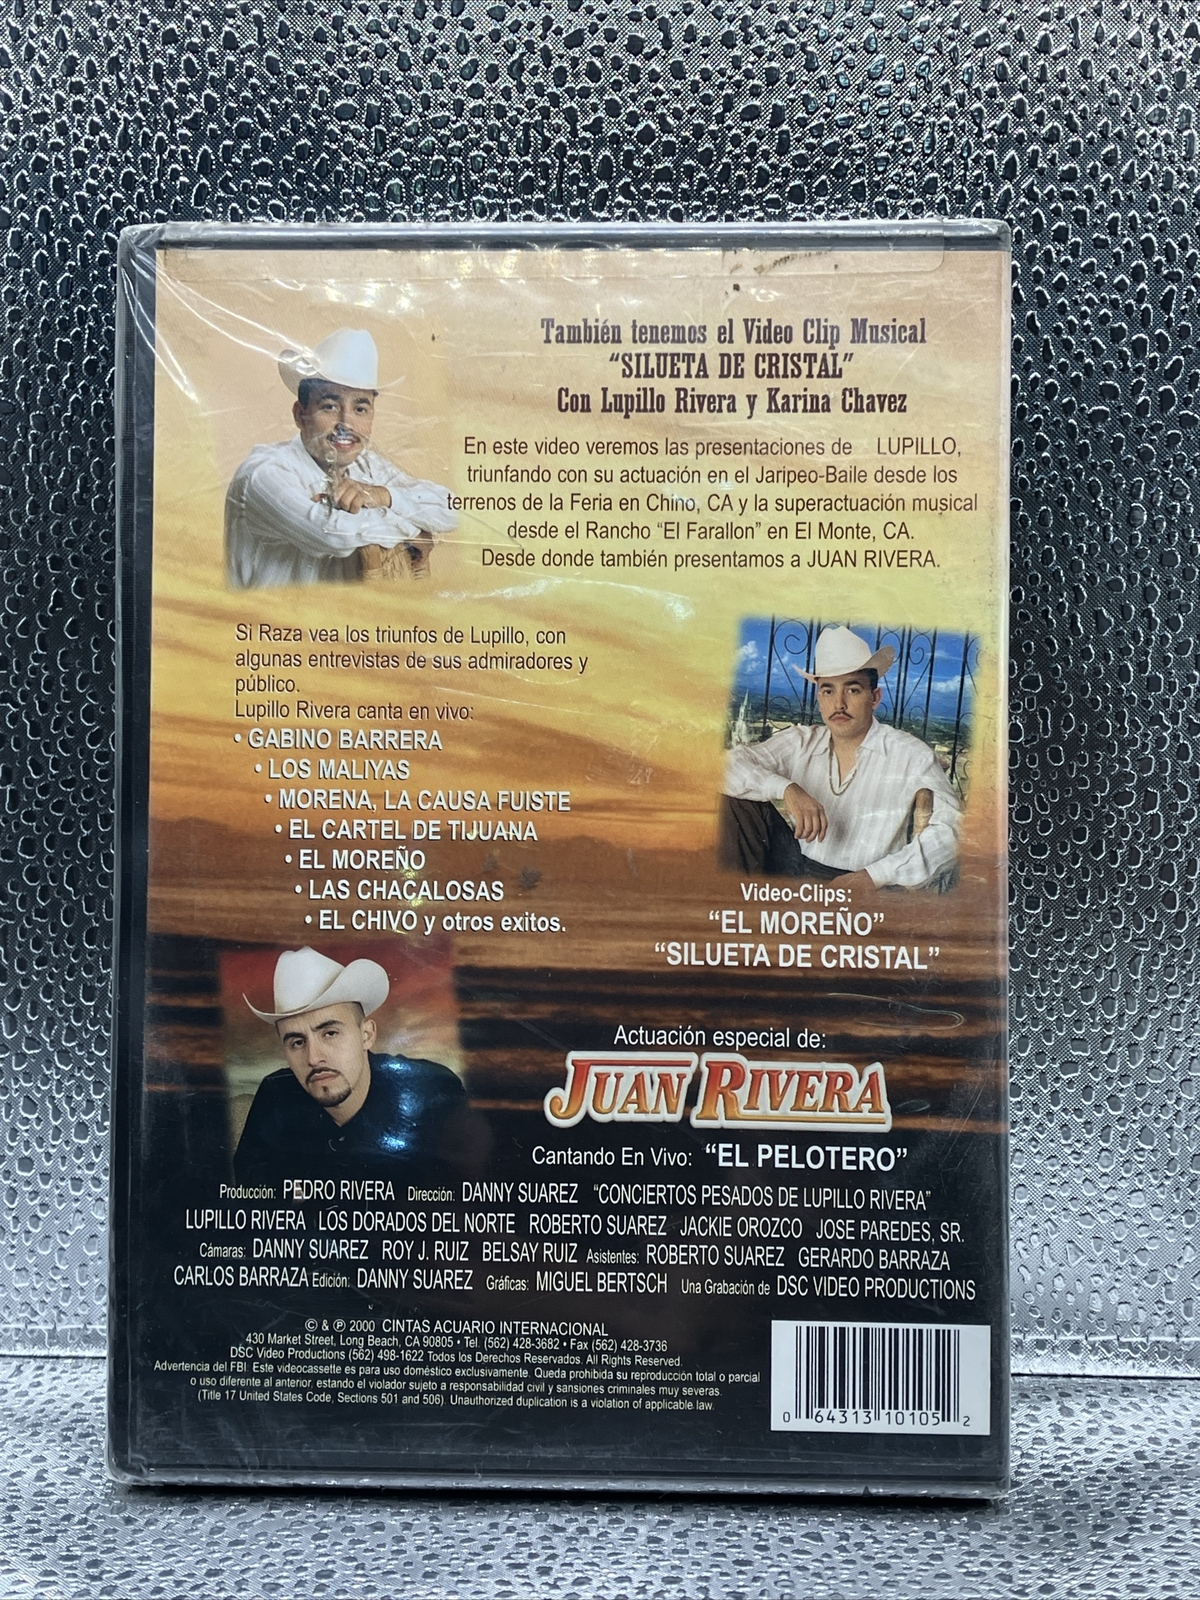 También tenemos el Video Clip Musical
“SILUETA DE CRISTAL”
Con Lupillo Rivera y Karina Chavez
En este video veremos las presentaciones de LUPILLO,
triunfando con su actuación en el Jaripeo-Baile desde los
terrenos de la Feria en Chino, CA y la superactuación musical
desde el Rancho “El Farallon” en El Monte, CA.
Desde donde también presentamos a JUAN RIVERA.
Si Raza vea los triunfos de Lupillo, con
algunas entrevistas de sus admiradores y
público.
Lupillo Rivera canta en vivo:
• GABINO BARRERA
• LOS MALIYAS
• MORENA, LA CAUSA FUISTE
• EL CARTEL DE TIJUANA
• EL MOREÑO
• LAS CHACALOSAS
• EL CHIVO y otros exitos.
Video-Clips:
“EL MOREÑO”
“SILUETA DE CRISTAL”
Actuación especial de:
JUAN RIVERA
Cantando En Vivo: “EL PELOTERO”
Producción: PEDRO RIVERA Dirección: DANNY SUAREZ “CONCIERTOS PESADOS DE LUPILLO RIVERA”
LUPILLO RIVERA LOS DORADOS DEL NORTE ROBERTO SUAREZ JACKIE OROZCO JOSE PAREDES, SR.
Cámaras: DANNY SUAREZ ROY J. RUIZ BELSAY RUIZ Asistentes: ROBERTO SUAREZ GERARDO BARRAZA
CARLOS BARRAZA Edición: DANNY SUAREZ Gráficas: MIGUEL BERTSCH Una Grabación de DSC VIDEO PRODUCTIONS
© & ℗ 2000 CINTAS ACUARIO INTERNACIONAL
430 Market Street, Long Beach, CA 90805 • Tel. (562) 428-3682 • Fax (562) 428-3736
DSC Video Productions (562) 498-1622 Todos los Derechos Reservados. All Rights Reserved.
Advertencia del FBI: Este videocassette es para uso doméstico exclusivamente. Queda prohibida su reproducción total o parcial
o uso diferente al anterior, estando el violador sujeto a responsabilidad civil y sansiones criminales muy severas.
(Title 17 United States Code, Sections 501 and 506). Unauthorized duplication is a violation of applicable law.
0 64313 10105 2